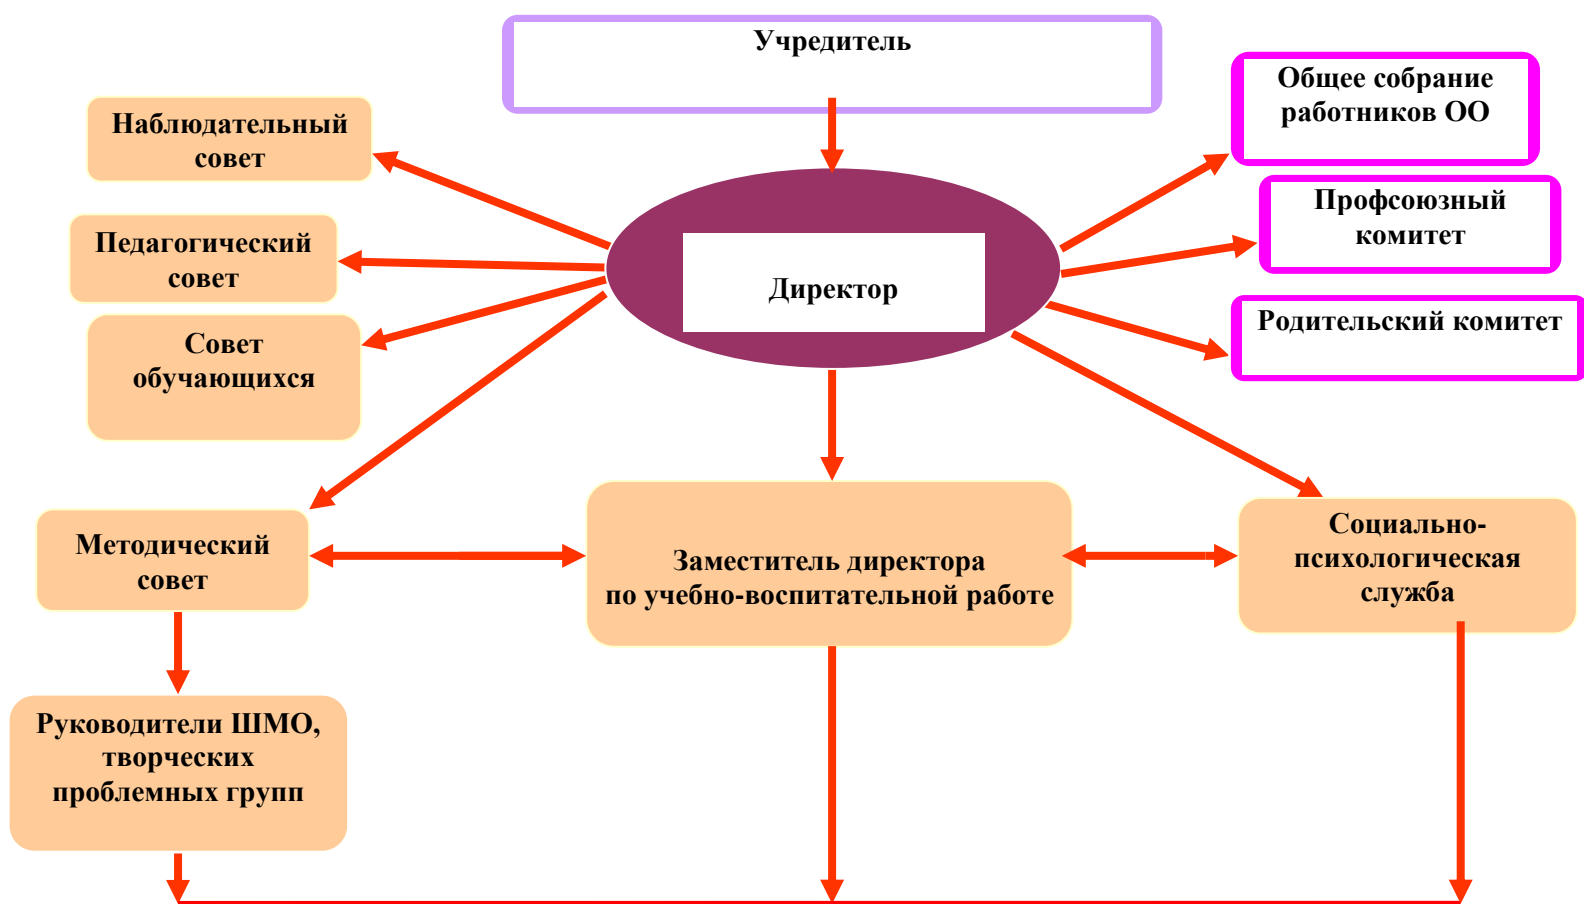 Учредитель
Общее собрание
работников ОО
Наблюдательный
совет
Профсоюзный
комитет
Педагогический
совет
Директор
Родительский комитет
Совет
обучающихся
Методический
совет
Заместитель директора
по учебно-воспитательной работе
Социально-
психологическая
служба
Руководители ШМО,
творческих
проблемных групп